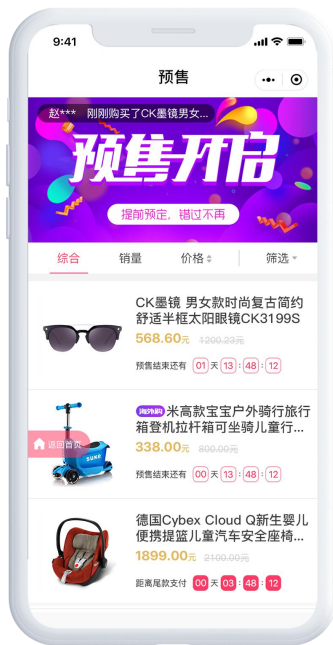 9:41
预售
赵*** 刚刚购买了CK墨镜男女...
预售开启
提前预定，错过不再
综合 销量 价格 筛选
CK墨镜 男女款时尚复古简约
舒适半框太阳眼镜CK3199S
568.60元 1200.23元
预售结束还有 01 天 13 : 48 : 12
海外购 米高款宝宝户外骑行旅行
箱登机拉杆箱可坐骑儿童行...
338.00元 800.00元
预售结束还有 00 天 13 : 48 : 12
返回首页
德国Cybex Cloud Q新生婴儿
便携提篮儿童汽车安全座椅...
1899.00元 2100.00元
距离尾款支付 00 天 03 : 48 : 12